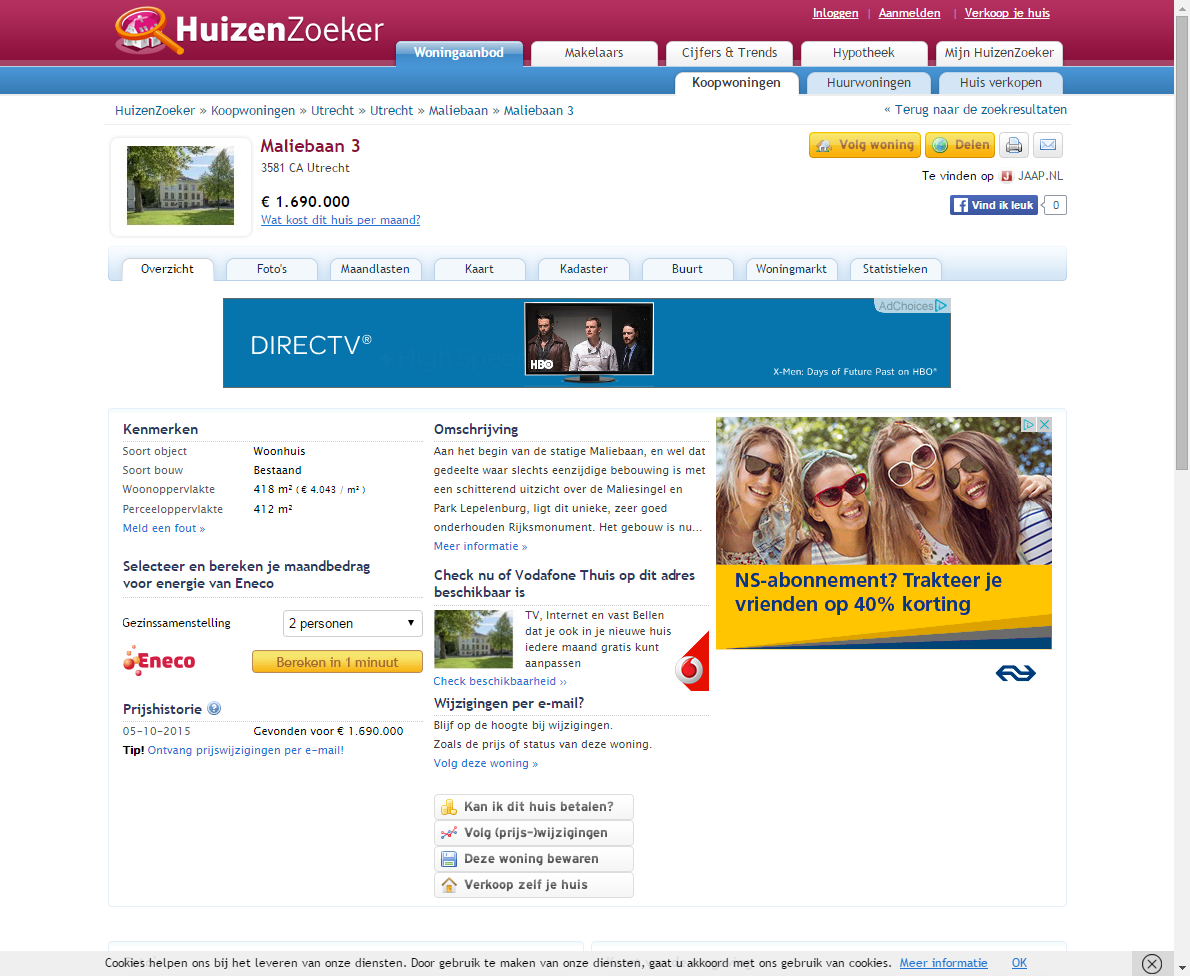 Inloggen | Aanmelden | Verkoop je huis
HuizenZoeker
Woningaanbod Makelaars Cijfers & Trends Hypotheek Mijn HuizenZoeker
Koopwoningen Huurwoningen Huis verkopen
HuizenZoeker » Koopwoningen » Utrecht » Utrecht » Maliebaan » Maliebaan 3
« Terug naar de zoekresultaten
Maliebaan 3
3581 CA Utrecht
€ 1.690.000
Wat kost dit huis per maand?
Volg woning Delen
Te vinden op JAAP.NL
Vind ik leuk 0
Overzicht Foto's Maandlasten Kaart Kadaster Buurt Woningmarkt Statistieken
AdChoices
DIRECTV®
HBO
X-Men: Days of Future Past on HBO®
Kenmerken
Soort object Woonhuis
Soort bouw Bestaand
Woonoppervlakte 418 m² ( € 4.043 / m² )
Perceeloppervlakte 412 m²
Meld een fout »
Selecteer en bereken je maandbedrag
voor energie van Eneco
Gezinssamenstelling 2 personen
Eneco Bereken in 1 minuut
Prijshistorie
05-10-2015 Gevonden voor € 1.690.000
Tip! Ontvang prijswijzigingen per e-mail!
Omschrijving
Aan het begin van de statige Maliebaan, en wel dat
gedeelte waar slechts eenzijdige bebouwing is met
een schitterend uitzicht over de Maliesingel en
Park Lepelenburg, ligt dit unieke, zeer goed
onderhouden Rijksmonument. Het gebouw is nu...
Meer informatie »
Check nu of Vodafone Thuis op dit adres
beschikbaar is
TV, Internet en vast Bellen
dat je ook in je nieuwe huis
iedere maand gratis kunt
aanpassen
Check beschikbaarheid ››
Wijzigingen per e-mail?
Blijf op de hoogte bij wijzigingen.
Zoals de prijs of status van deze woning.
Volg deze woning »
Kan ik dit huis betalen?
Volg (prijs-)wijzigingen
Deze woning bewaren
Verkoop zelf je huis
NS-abonnement? Trakteer je
vrienden op 40% korting
Cookies helpen ons bij het leveren van onze diensten. Door gebruik te maken van onze diensten, gaat u akkoord met ons gebruik van cookies. Meer informatie OK